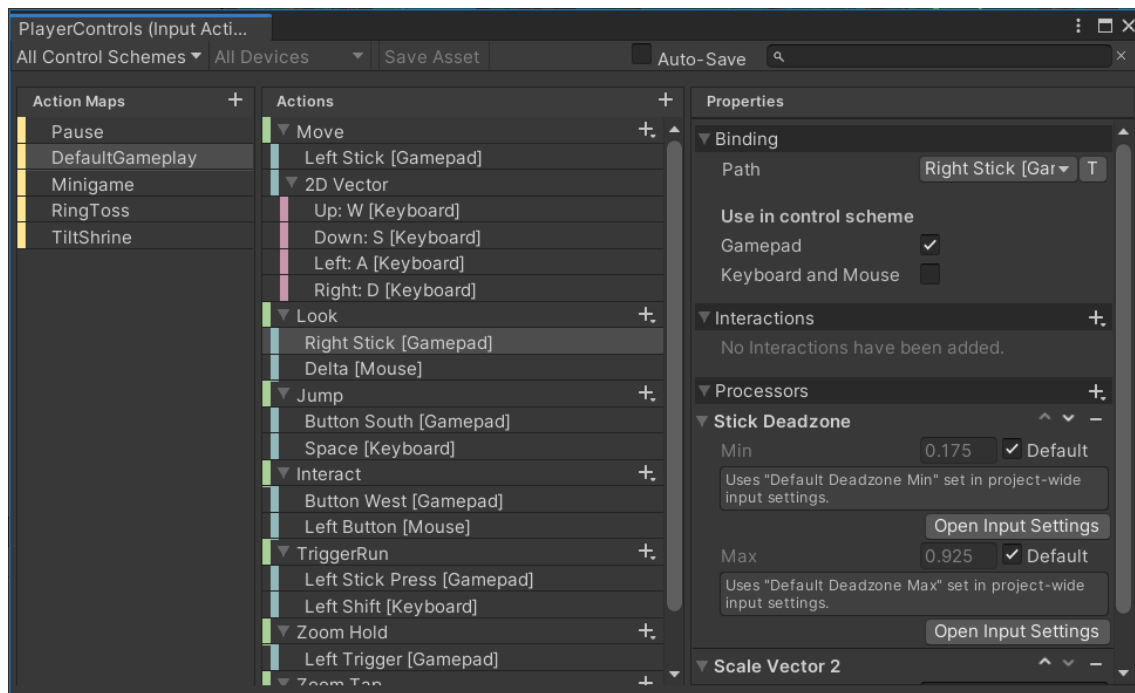 PlayerControls (Input Acti...
All Control Schemes All Devices Save Asset Auto-Save
Action Maps
Pause
DefaultGameplay
Minigame
RingToss
TiltShrine
Actions
Move
Left Stick [Gamepad]
2D Vector
Up: W [Keyboard]
Down: S [Keyboard]
Left: A [Keyboard]
Right: D [Keyboard]
Look
Right Stick [Gamepad]
Delta [Mouse]
Jump
Button South [Gamepad]
Space [Keyboard]
Interact
Button West [Gamepad]
Left Button [Mouse]
TriggerRun
Left Stick Press [Gamepad]
Left Shift [Keyboard]
Zoom Hold
Left Trigger [Gamepad]
Zoom Tap
Properties
Binding
Path Right Stick [Gar T
Use in control scheme
Gamepad
Keyboard and Mouse
Interactions
No Interactions have been added.
Processors
Stick Deadzone
Min 0.175 Default
Uses "Default Deadzone Min" set in project-wide
input settings.
Open Input Settings
Max 0.925 Default
Uses "Default Deadzone Max" set in project-wide
input settings.
Open Input Settings
Scale Vector 2